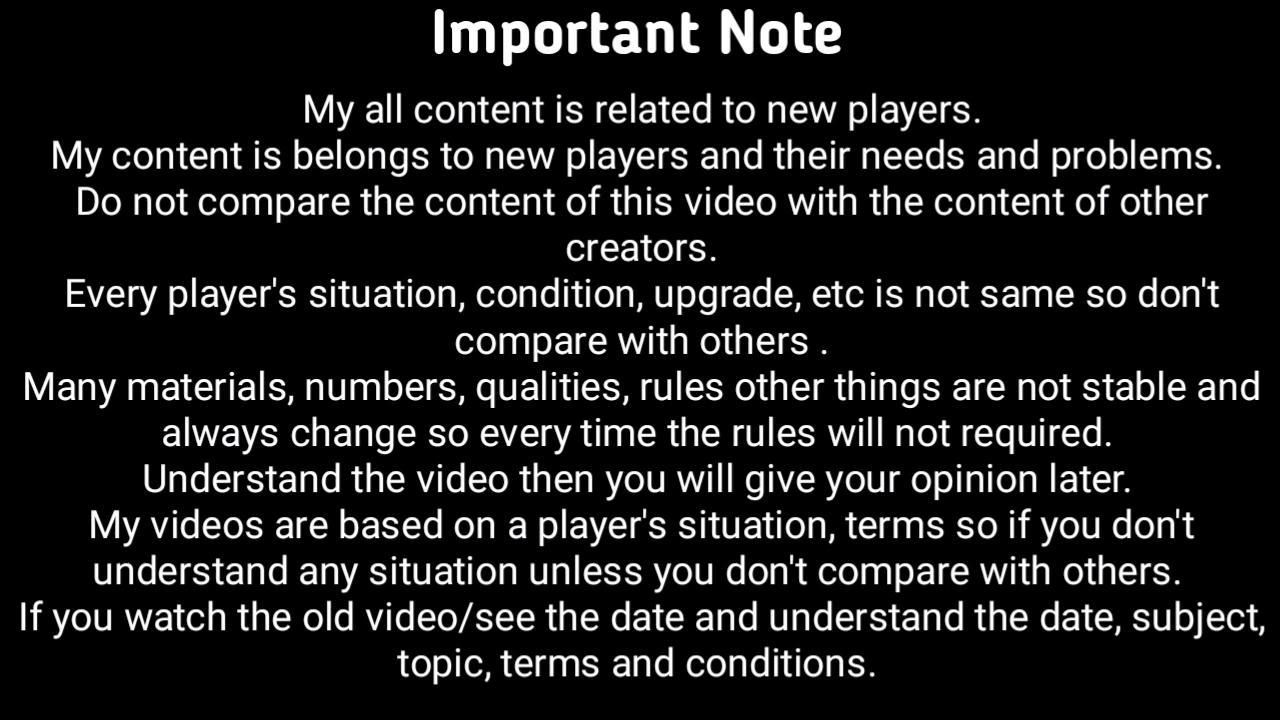 Important Note
My all content is related to new players.
My content is belongs to new players and their needs and problems.
Do not compare the content of this video with the content of other
creators.
Every player's situation, condition, upgrade, etc is not same so don't
compare with others .
Many materials, numbers, qualities, rules other things are not stable and
always change so every time the rules will not required.
Understand the video then you will give your opinion later.
My videos are based on a player's situation, terms so if you don't
understand any situation unless you don't compare with others.
If you watch the old video/see the date and understand the date, subject,
topic, terms and conditions.